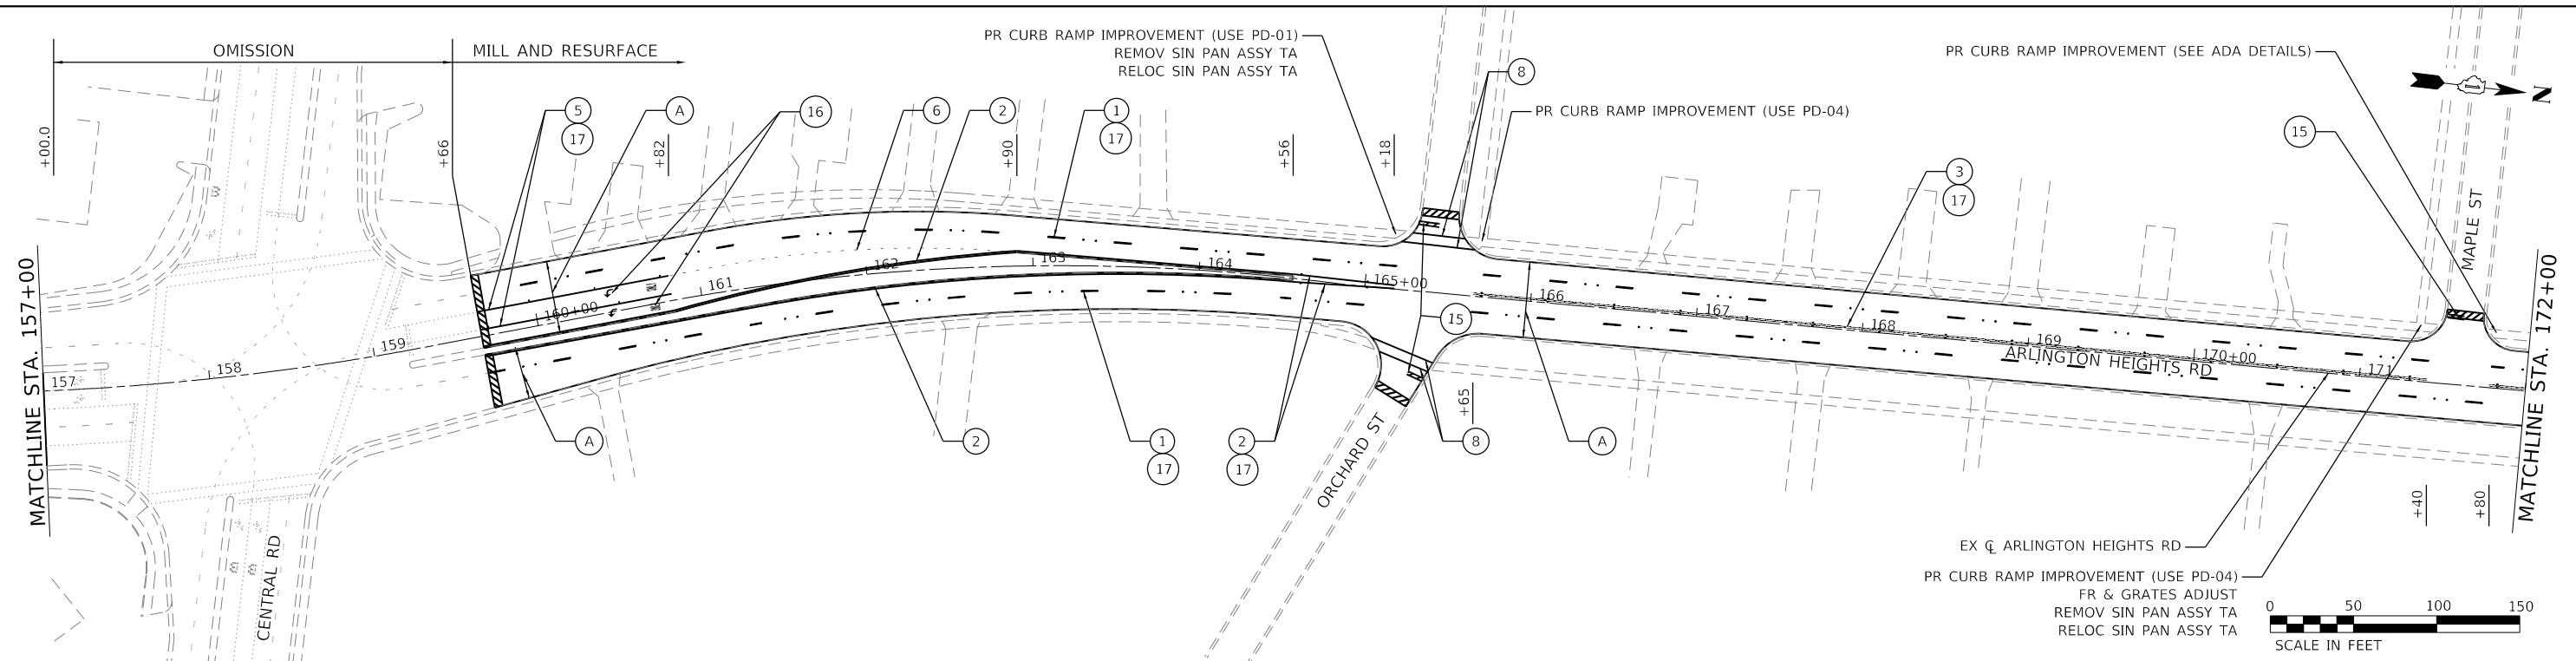 OMISSION
MILL AND RESURFACE
PR CURB RAMP IMPROVEMENT (USE PD-01)
REMOV SIN PAN ASSY TA
RELOC SIN PAN ASSY TA
8
PR CURB RAMP IMPROVEMENT (USE PD-04)
PR CURB RAMP IMPROVEMENT (SEE ADA DETAILS)
N
15
+00.0
+66
5
17
A
+82
16
6
2
+90
1
17
+56
+18
3
17
MAPLE ST
MATCHLINE STA. 157+00
157
158
159
160+00
161
162
163
164
165+00
166
167
168
169
170+00
171
ARLINGTON HEIGHTS RD
MATCHLINE STA. 172+00
15
A
2
1
17
2
17
ORCHARD ST
+65
8
A
CENTRAL RD
+40
+80
EX ℄ ARLINGTON HEIGHTS RD
PR CURB RAMP IMPROVEMENT (USE PD-04)
FR & GRATES ADJUST
REMOV SIN PAN ASSY TA
RELOC SIN PAN ASSY TA
0 50 100 150
SCALE IN FEET